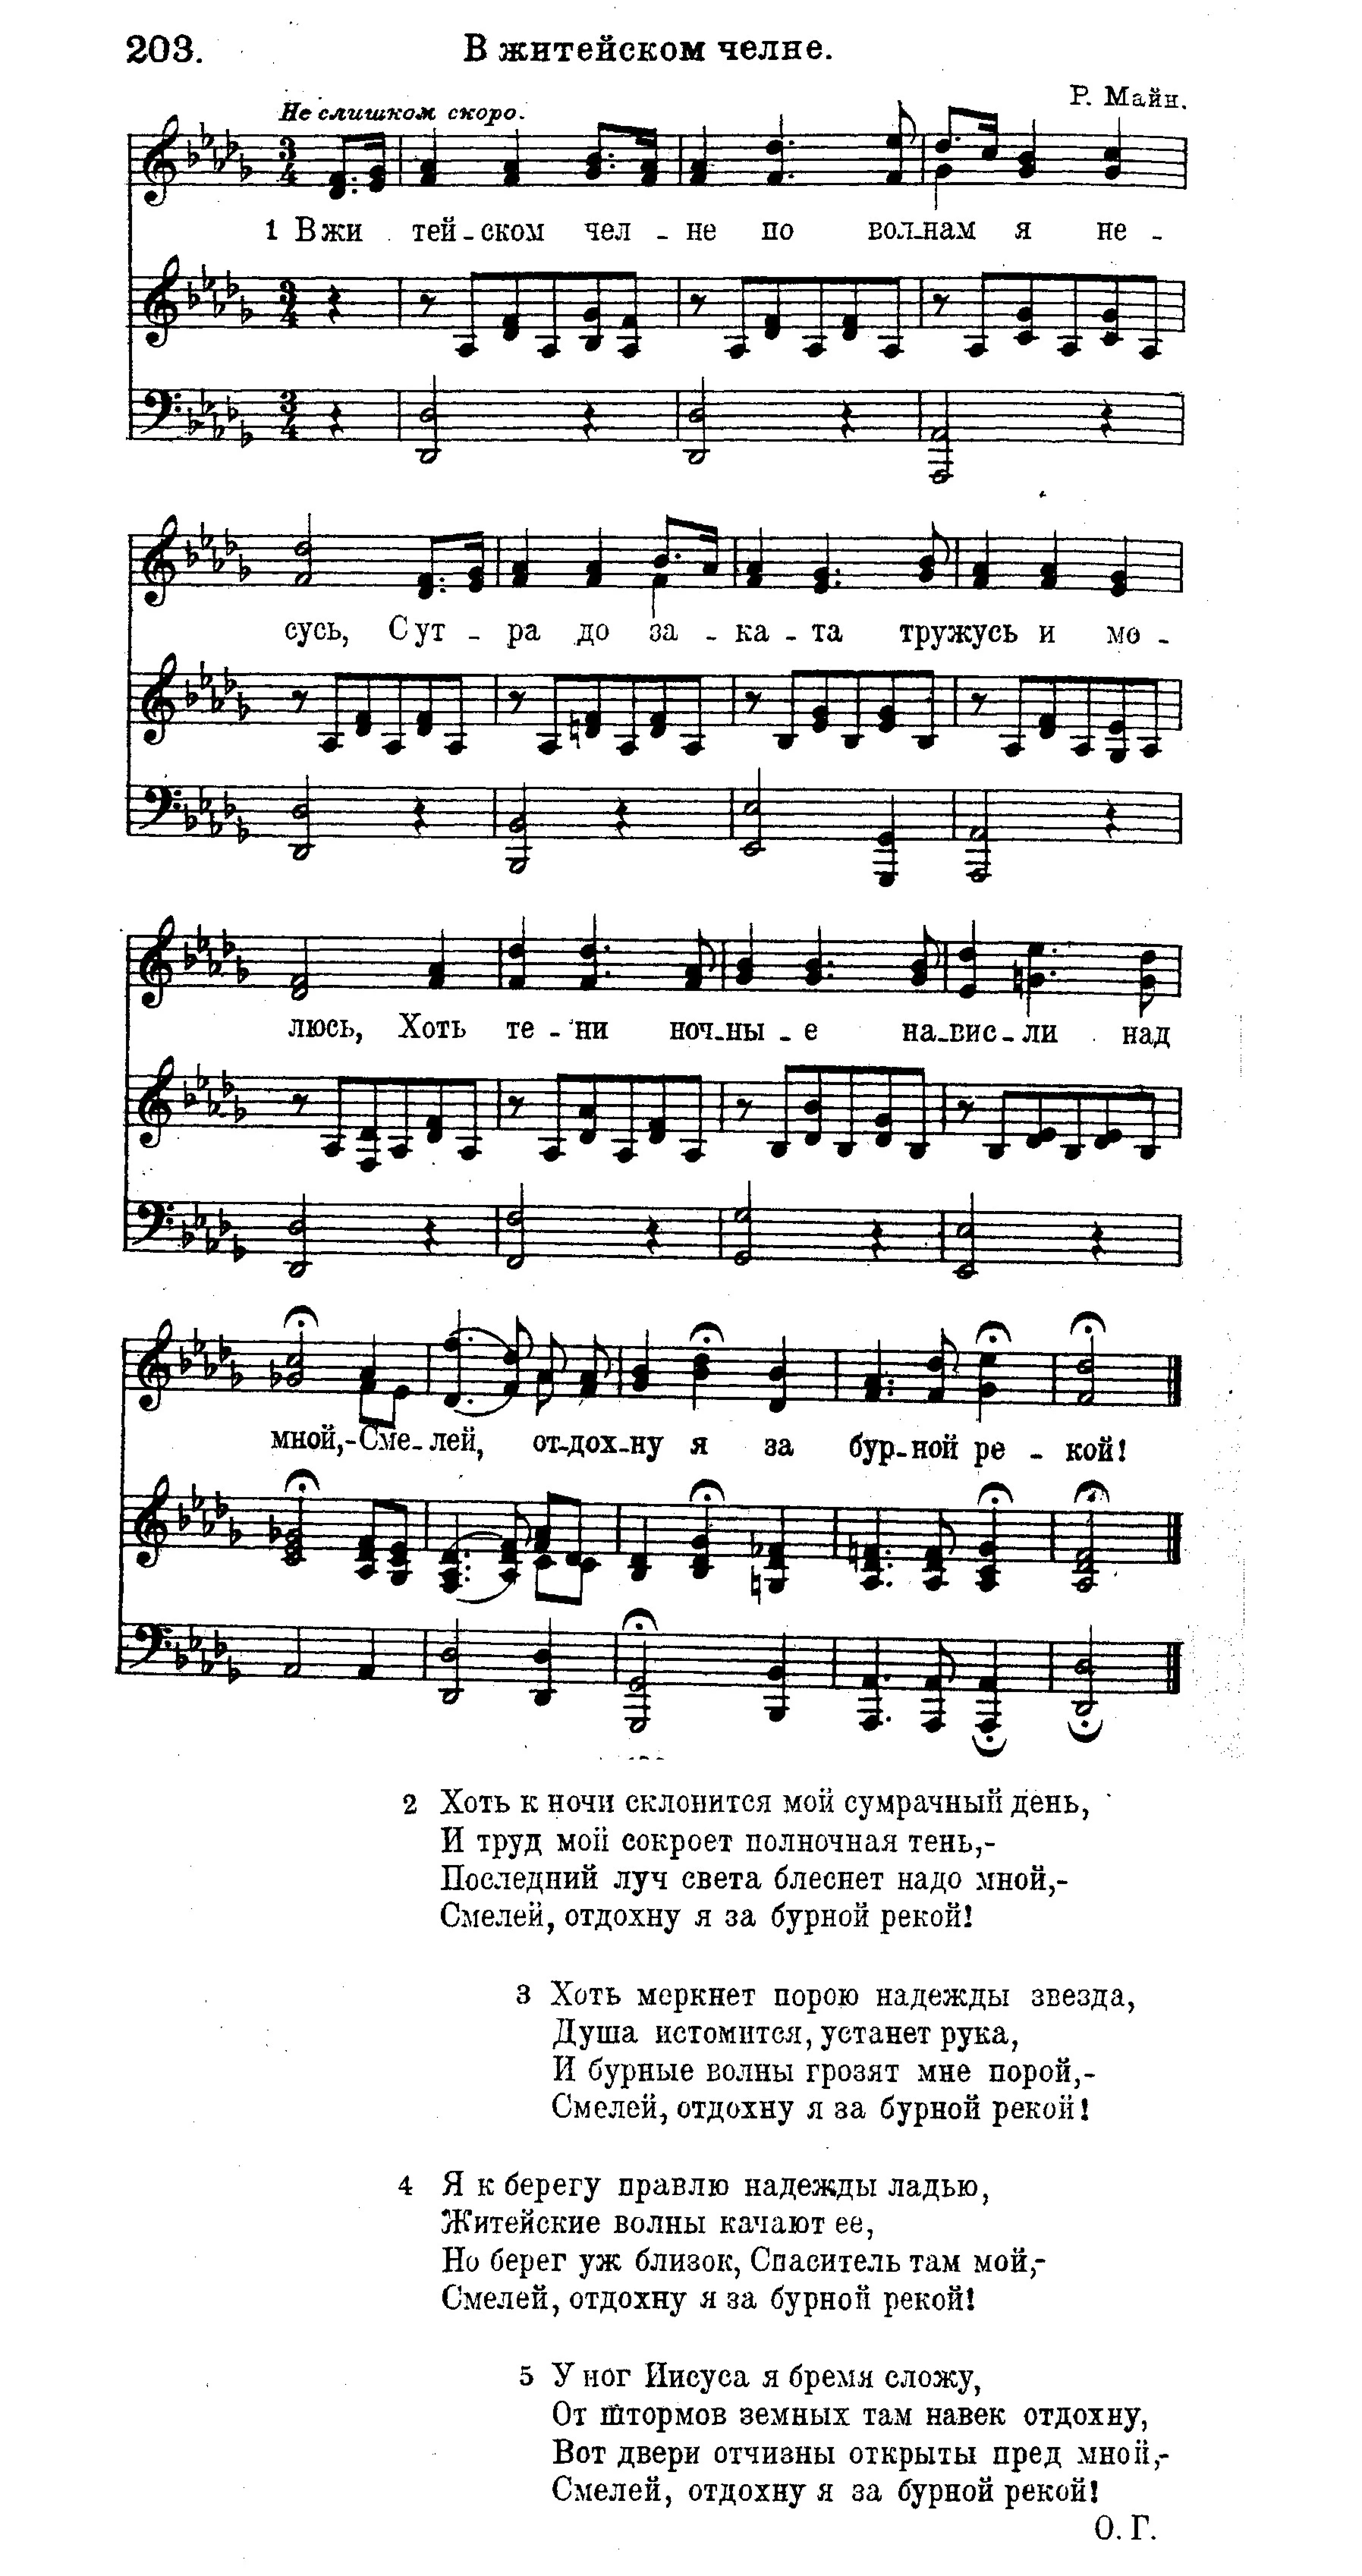 203. В житейском челне.
Р. Майн.
Не слишком скоро.
1 В жи тей - ском чел - не по вол-нам я не -
сусь, С ут - ра до за - ка - та тружусь и мо -
люсь, Хоть те - ни ноч-ны - е на-вис-ли над
мной,-Сме-лей, от-дох-ну я за бур-ной ре - кой!
2 Хоть к ночи склонится мой сумрачный день,
И труд мой сокроет полночная тень,-
Последний луч света блеснет надо мной,-
Смелей, отдохну я за бурной рекой!
3 Хоть меркнет порою надежды звезда,
Душа истомится, устанет рука,
И бурные волны грозят мне порой,-
Смелей, отдохну я за бурной рекой!
4 Я к берегу правлю надежды ладью,
Житейские волны качают ее,
Но берег уж близок, Спаситель там мой,-
Смелей, отдохну я за бурной рекой!
5 У ног Иисуса я бремя сложу,
От штормов земных там навек отдохну,
Вот двери отчизны открыты пред мной,-
Смелей, отдохну я за бурной рекой!
О. Г.